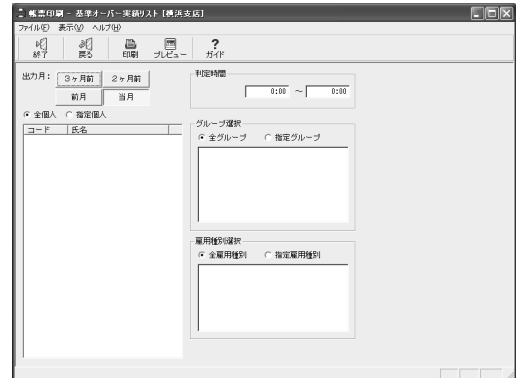 帳票印刷 - 基準オーバー実績リスト [横浜支店]
ファイル(F) 表示(V) ヘルプ(H)
終了 戻る 印刷 プレビュー ガイド
出力月: 3ヶ月前 2ヶ月前
前月 当月
全個人 指定個人
コード 氏名
判定時間
0:00 ～ 0:00
グループ選択
全グループ 指定グループ
雇用種別選択
全雇用種別 指定雇用種別